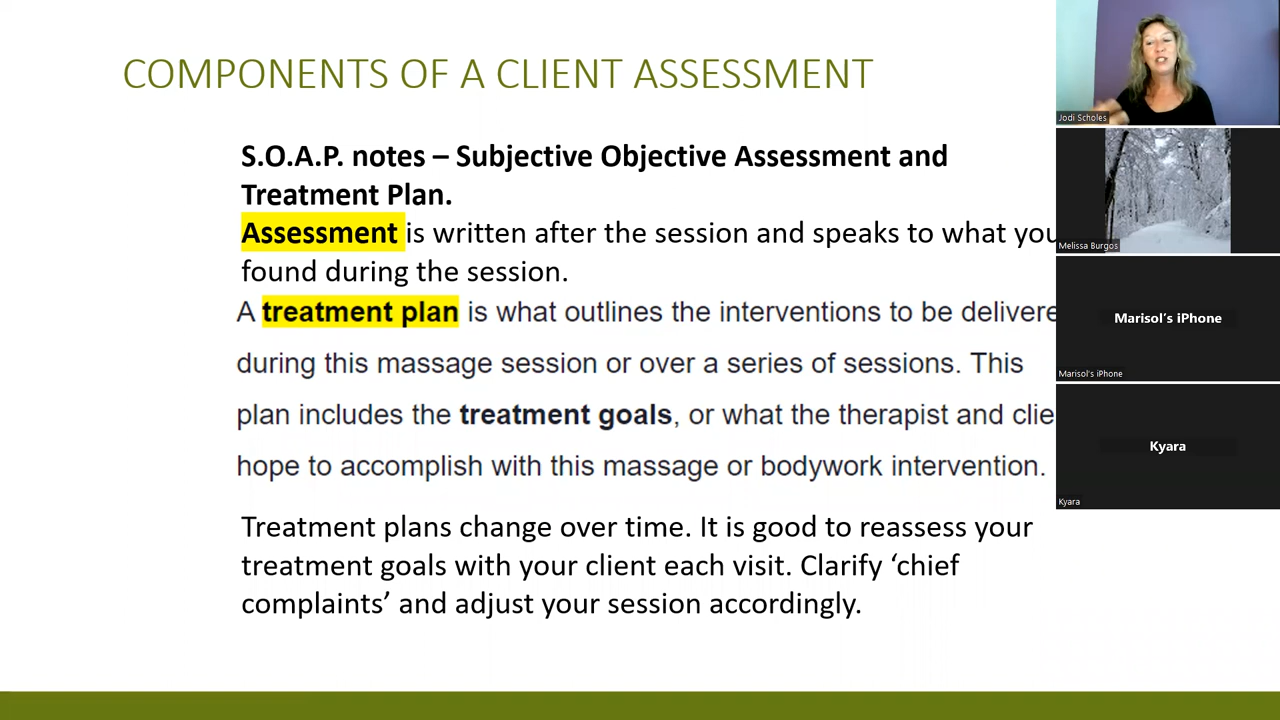 COMPONENTS OF A CLIENT ASSESSMENT
S.O.A.P. notes – Subjective Objective Assessment and
Treatment Plan.
Assessment is written after the session and speaks to what you
found during the session.
A treatment plan is what outlines the interventions to be delivere
during this massage session or over a series of sessions. This
plan includes the treatment goals, or what the therapist and clie
hope to accomplish with this massage or bodywork intervention.
Treatment plans change over time. It is good to reassess your
treatment goals with your client each visit. Clarify ‘chief
complaints’ and adjust your session accordingly.
Jodi Scholes
Melissa Burgos
Marisol's iPhone
Marisol's iPhone
Kyara
Kyara